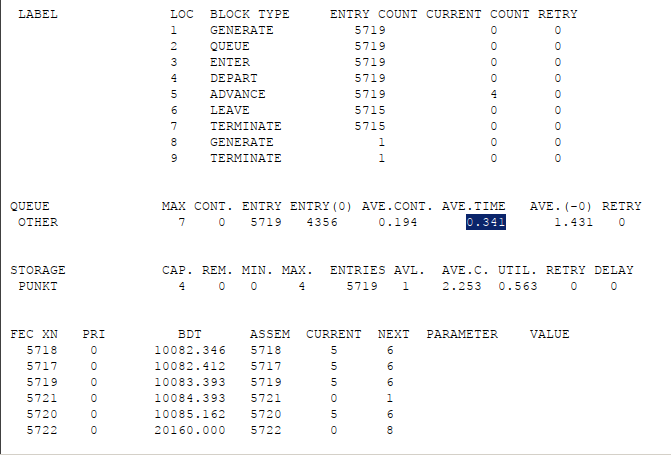 LABEL LOC BLOCK TYPE ENTRY COUNT CURRENT COUNT RETRY
1 GENERATE 5719 0 0
2 QUEUE 5719 0 0
3 ENTER 5719 0 0
4 DEPART 5719 0 0
5 ADVANCE 5719 4 0
6 LEAVE 5715 0 0
7 TERMINATE 5715 0 0
8 GENERATE 1 0 0
9 TERMINATE 1 0 0
QUEUE MAX CONT. ENTRY ENTRY(0) AVE.CONT. AVE.TIME AVE.(-0) RETRY
OTHER 7 0 5719 4356 0.194 0.341 1.431 0
STORAGE CAP. REM. MIN. MAX. ENTRIES AVL. AVE.C. UTIL. RETRY DELAY
PUNKT 4 0 0 4 5719 1 2.253 0.563 0 0
FEC XN PRI BDT ASSEM CURRENT NEXT PARAMETER VALUE
5718 0 10082.346 5718 5 6
5717 0 10082.412 5717 5 6
5719 0 10083.393 5719 5 6
5721 0 10084.393 5721 0 1
5720 0 10085.162 5720 5 6
5722 0 20160.000 5722 0 8